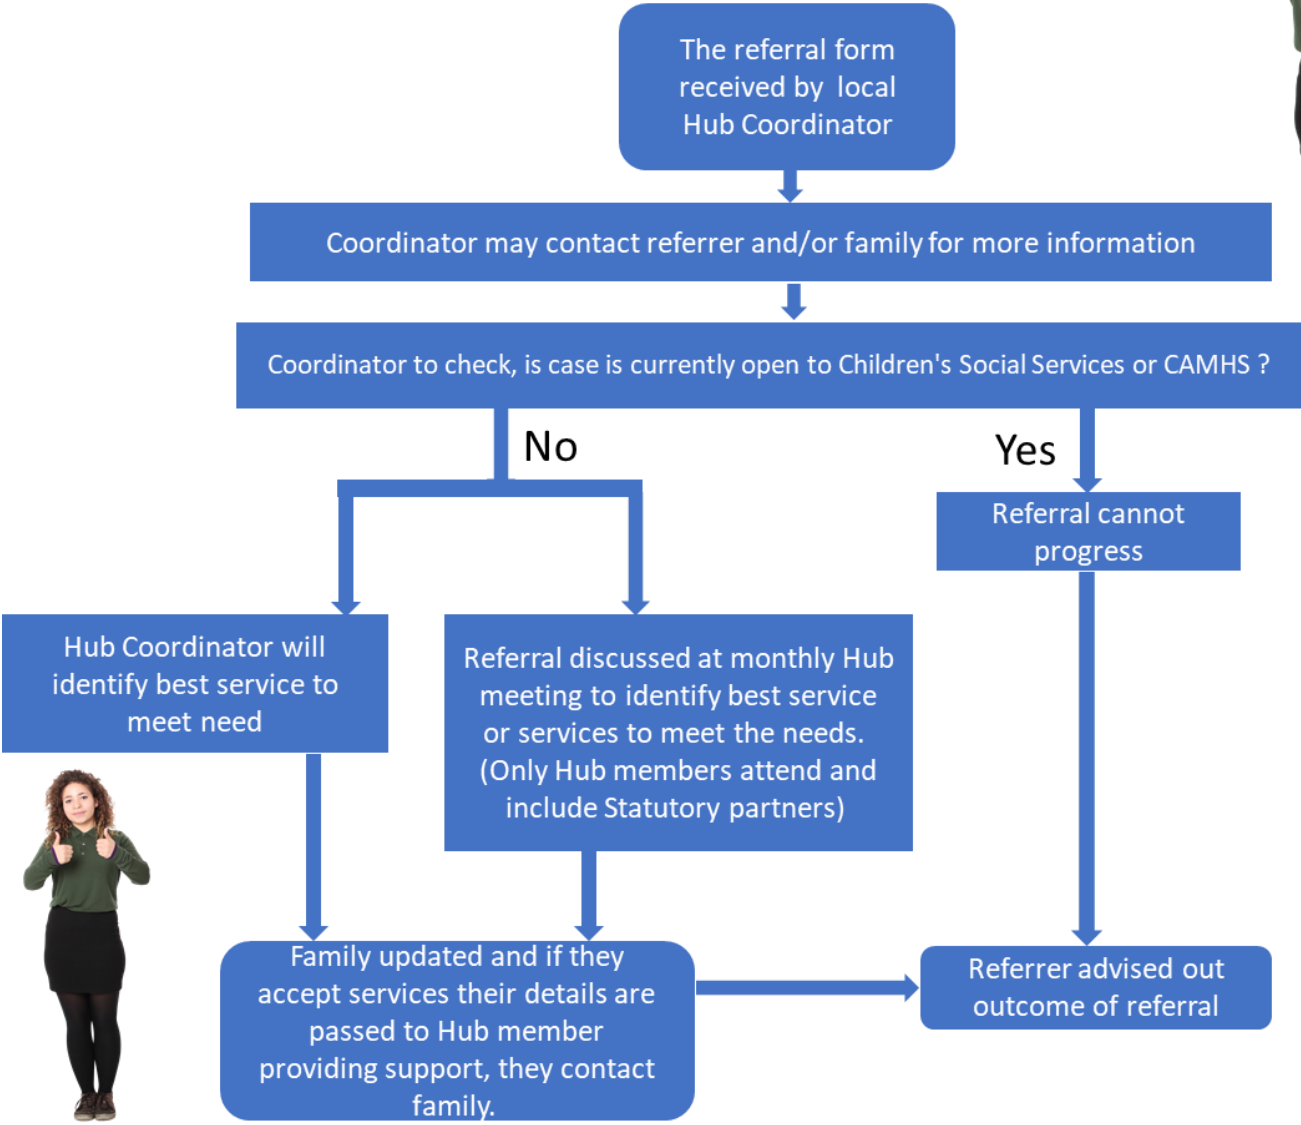 The referral form
received by local
Hub Coordinator
Coordinator may contact referrer and/or family for more information
Coordinator to check, is case is currently open to Children's Social Services or CAMHS ?
No
Yes
Referral cannot
progress
Hub Coordinator will
identify best service to
meet need
Referral discussed at monthly Hub
meeting to identify best service
or services to meet the needs.
(Only Hub members attend and
include Statutory partners)
Family updated and if they
accept services their details are
passed to Hub member
providing support, they contact
family.
Referrer advised out
outcome of referral